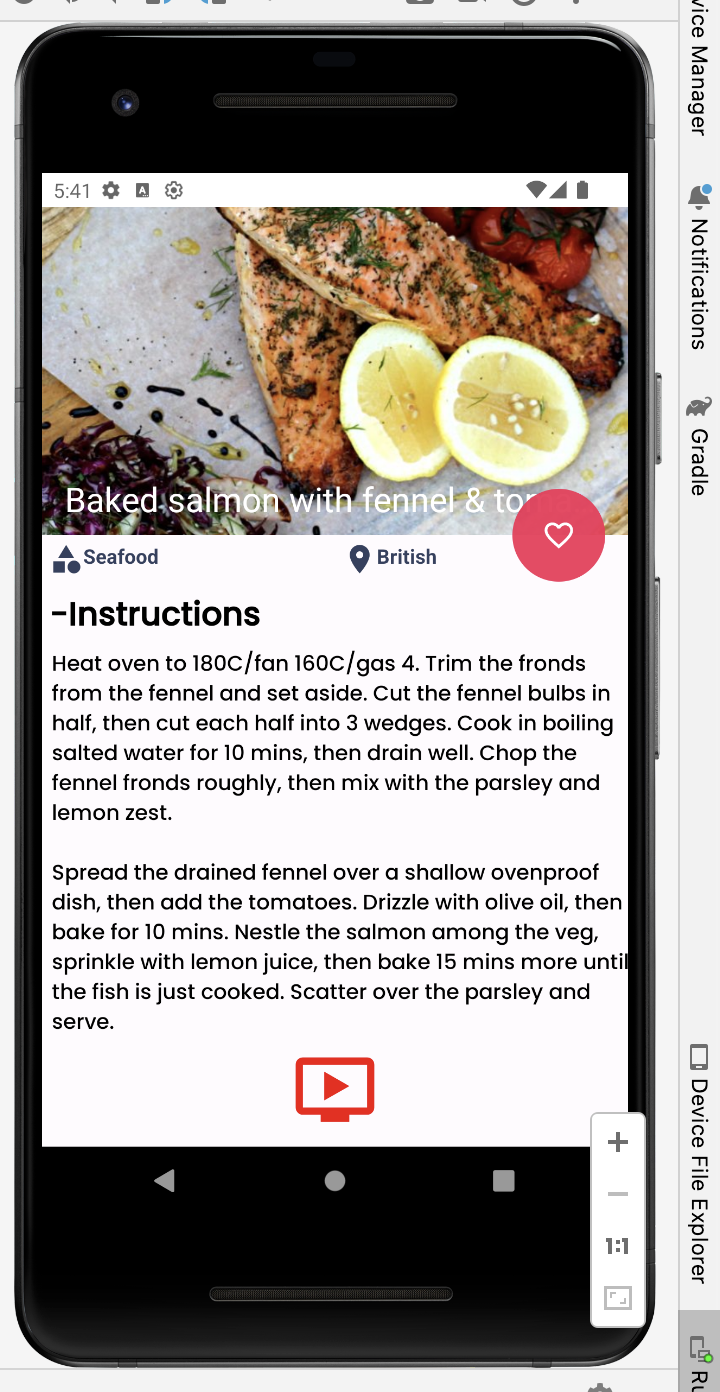 vice Manager
Notifications
Gradle
Device File Explorer
Ru
5:41
A
Baked salmon with fennel & tom
Seafood
British
-Instructions
Heat oven to 180C/fan 160C/gas 4. Trim the fronds
from the fennel and set aside. Cut the fennel bulbs in
half, then cut each half into 3 wedges. Cook in boiling
salted water for 10 mins, then drain well. Chop the
fennel fronds roughly, then mix with the parsley and
lemon zest.
Spread the drained fennel over a shallow ovenproof
dish, then add the tomatoes. Drizzle with olive oil, then
bake for 10 mins. Nestle the salmon among the veg,
sprinkle with lemon juice, then bake 15 mins more until
the fish is just cooked. Scatter over the parsley and
serve.
1:1